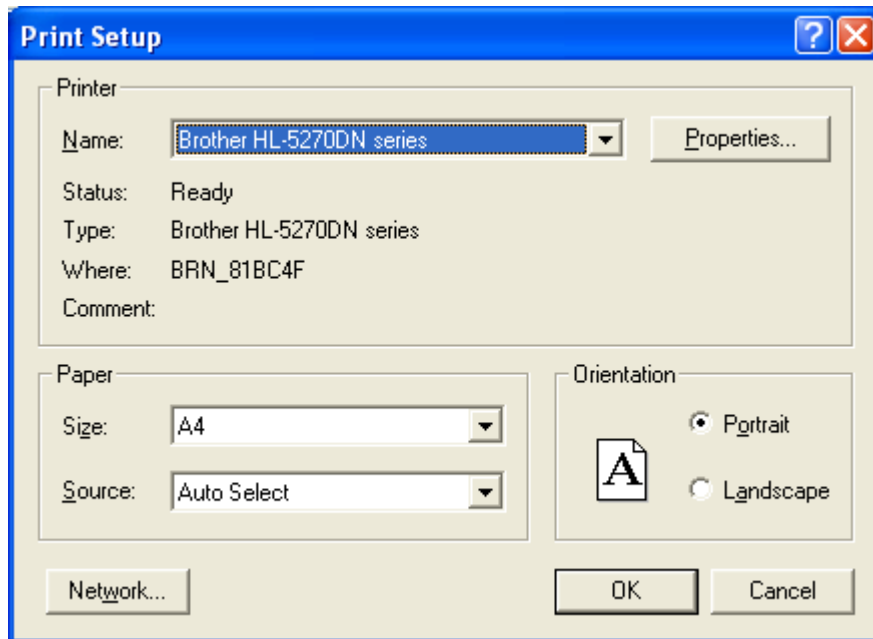 Print Setup
Printer
Name: Brother HL-5270DN series Properties...
Status: Ready
Type: Brother HL-5270DN series
Where: BRN_81BC4F
Comment:
Paper
Size: A4
Source: Auto Select
Orientation
A
Portrait
Landscape
Network... OK Cancel